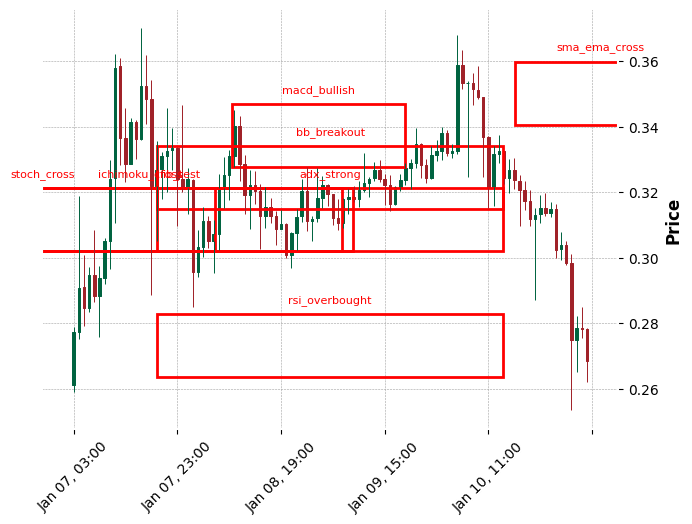 sma_ema_cross
macd_bullish
bb_breakout
stoch_cross
adx_strong
rsi_overbought
0.36
0.34
0.32
0.30
0.28
0.26
Price
Jan 07, 03:00
Jan 07, 23:00
Jan 08, 19:00
Jan 09, 15:00
Jan 10, 11:00